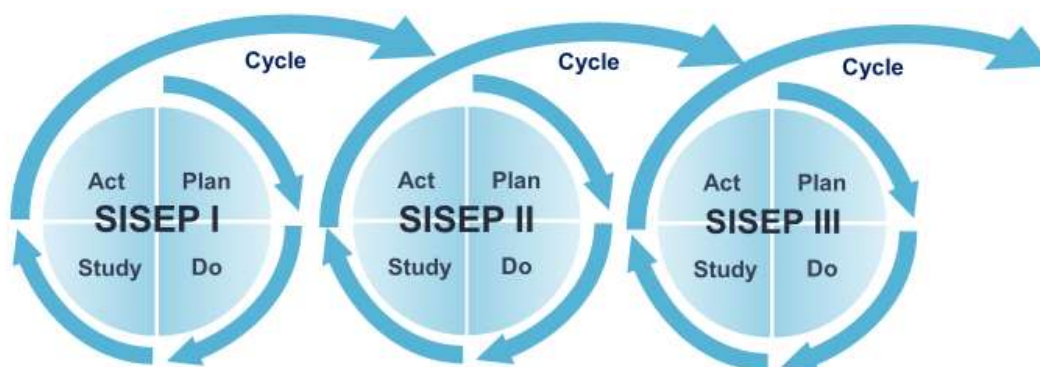 Cycle
Act Plan
SISEP I
Study Do
Cycle
Act Plan
SISEP II
Study Do
Cycle
Act Plan
SISEP III
Study Do